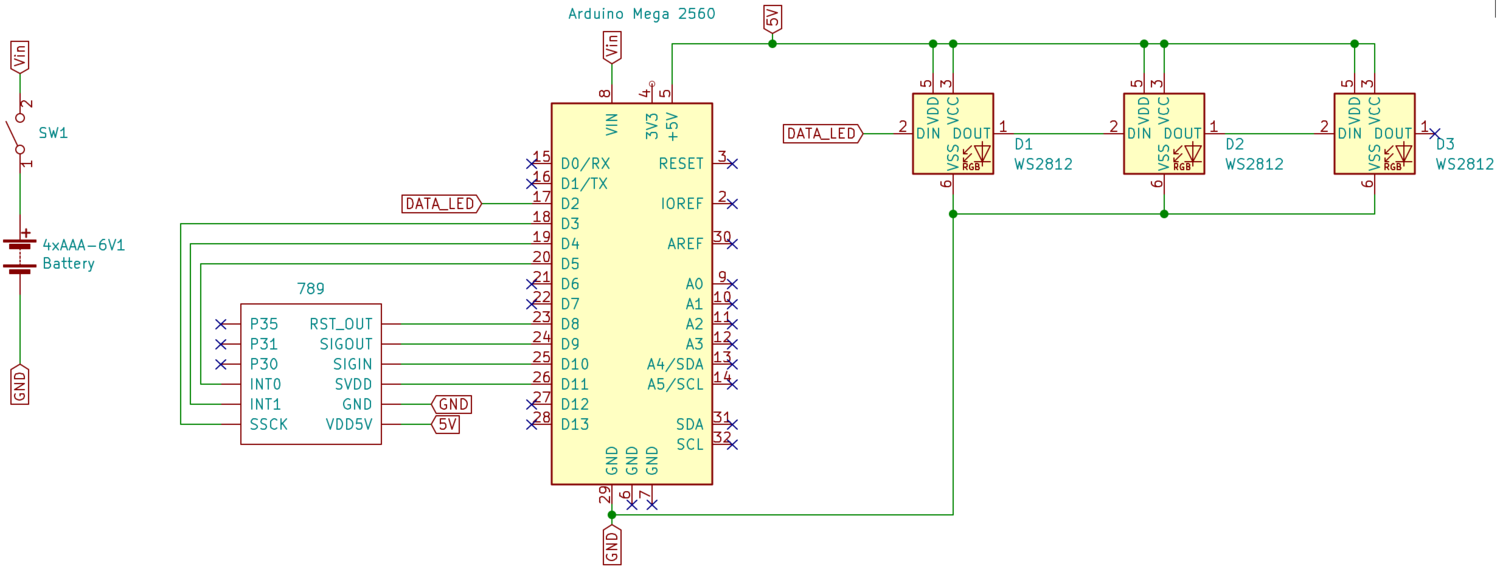 Arduino Mega 2560
Vin
2
SW1
1
+
4xAAA-6V1
Battery
GND
Vin
8
4
5
VIN
3V3
+5V
15 D0/RX
16 D1/TX
DATA_LED 17 D2
18 D3
19 D4
20 D5
21 D6
22 D7
23 D8
24 D9
25 D10
26 D11
27 D12
28 D13
RESET 3
IOREF 2
AREF 30
A0 9
A1 10
A2 11
A3 12
A4/SDA 13
A5/SCL 14
SDA 31
SCL 32
GND GND GND
29 6 7
GND
789
P35 RST_OUT
P31 SIGOUT
P30 SIGIN
INT0 SVDD
INT1 GND GND
SSCK VDD5V 5V
5V
DATA_LED
5 3
VDD VCC
2 DIN DOUT 1
VSS
RGB
6
D1
WS2812
5 3
VDD VCC
2 DIN DOUT 1
VSS
RGB
6
D2
WS2812
5 3
VDD VCC
2 DIN DOUT 1
VSS
RGB
6
D3
WS2812